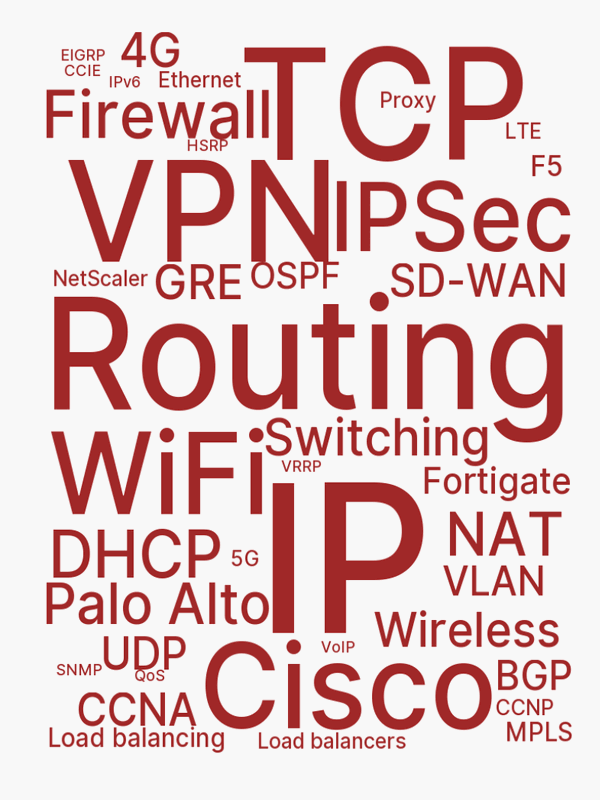 EIGRP
4G
CCIE
IPv6
Ethernet
TCP
Proxy
Firewall
LTE
HSRP
F5
VPN
IPSec
NetScaler
GRE
OSPF
SD-WAN
Routing
WiFi
Switching
VRRP
Fortigate
IP
NAT
DHCP
5G
VLAN
Palo Alto
Wireless
UDP
VoIP
SNMP
QoS
Cisco
BGP
CCNA
CCNP
MPLS
Load balancing
Load balancers